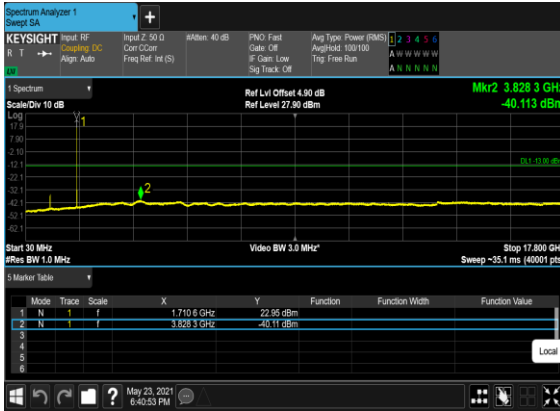 Spectrum Analyzer 1
Swept SA
+
KEYSIGHT Input: RF Input Z: 50 Ω #Atten: 40 dB PNO: Fast Avg Type: Power (RMS) 1 2 3 4 5 6
R T Coupling: DC Corr CCorr Gate: Off Avg|Hold: 100/100 A W W W W W
Align: Auto Freq Ref: Int (S) IF Gain: Low Trig: Free Run
Sig Track: Off A N N N N N
1 Spectrum
Ref Lvl Offset 4.90 dB Mkr2 3.828 3 GHz
Scale/Div 10 dB Ref Level 27.90 dBm -40.113 dBm
Log
17.9
7.90
-2.10
-12.1
DL1 -13.00 dBm
-22.1
-32.1
-42.1
-52.1
-62.1
1
2
Start 30 MHz Video BW 3.0 MHz* Stop 17.800 GH
#Res BW 1.0 MHz Sweep ~35.1 ms (40001 pts
5 Marker Table
Mode Trace Scale X Y Function Function Width Function Value
1 N 1 f 1.710 6 GHz 22.95 dBm
2 N 1 f 3.828 3 GHz -40.11 dBm
3
4
5
6
Local
?
May 23, 2021
6:40:53 PM